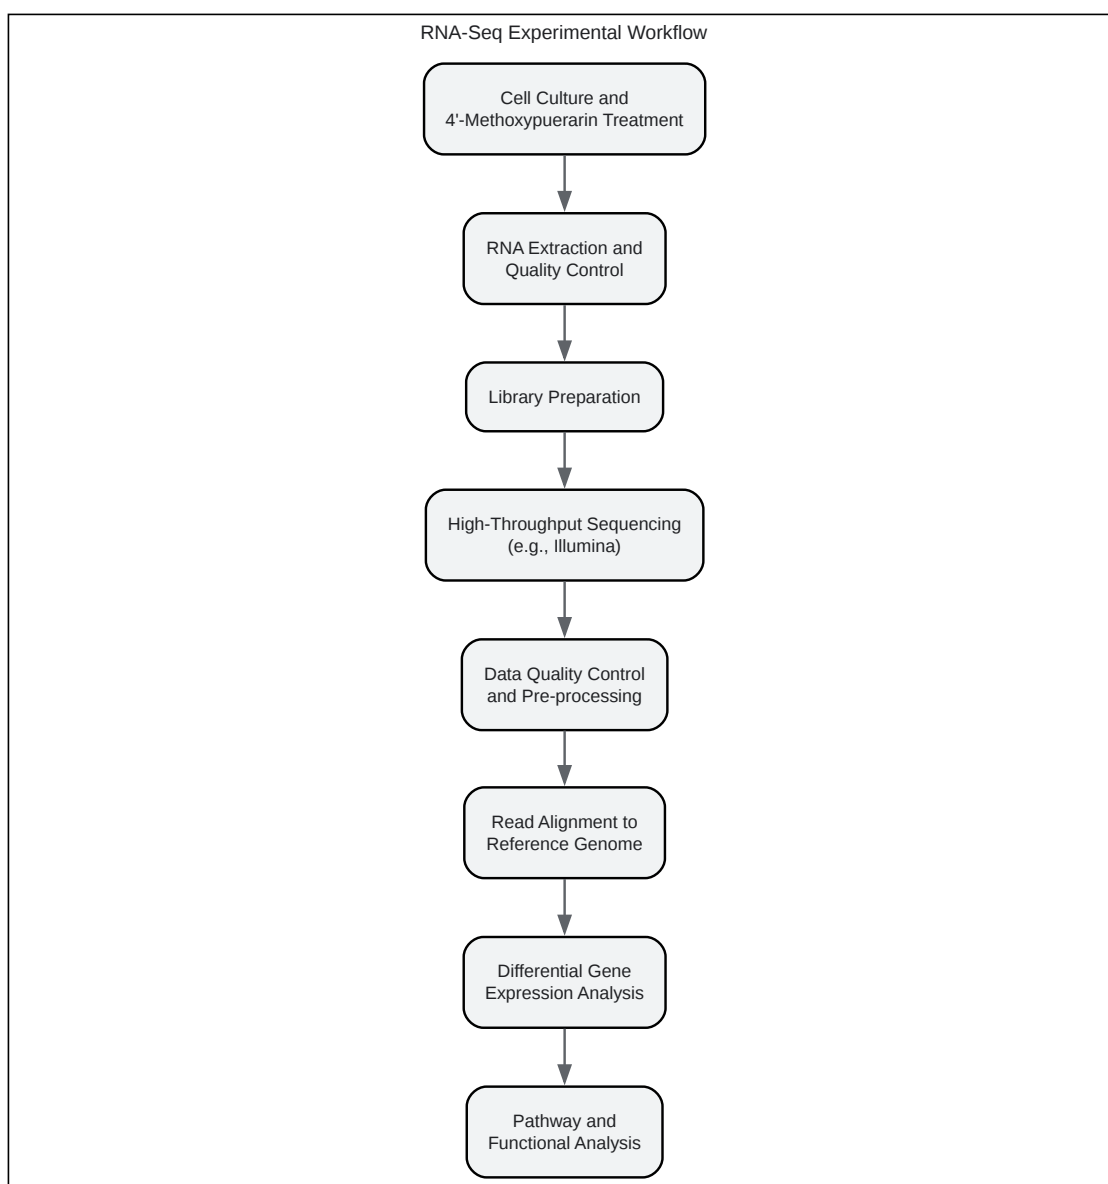 RNA-Seq Experimental Workflow
Cell Culture and
4'-Methoxypuerarin Treatment
RNA Extraction and
Quality Control
Library Preparation
High-Throughput Sequencing
(e.g., Illumina)
Data Quality Control
and Pre-processing
Read Alignment to
Reference Genome
Differential Gene
Expression Analysis
Pathway and
Functional Analysis